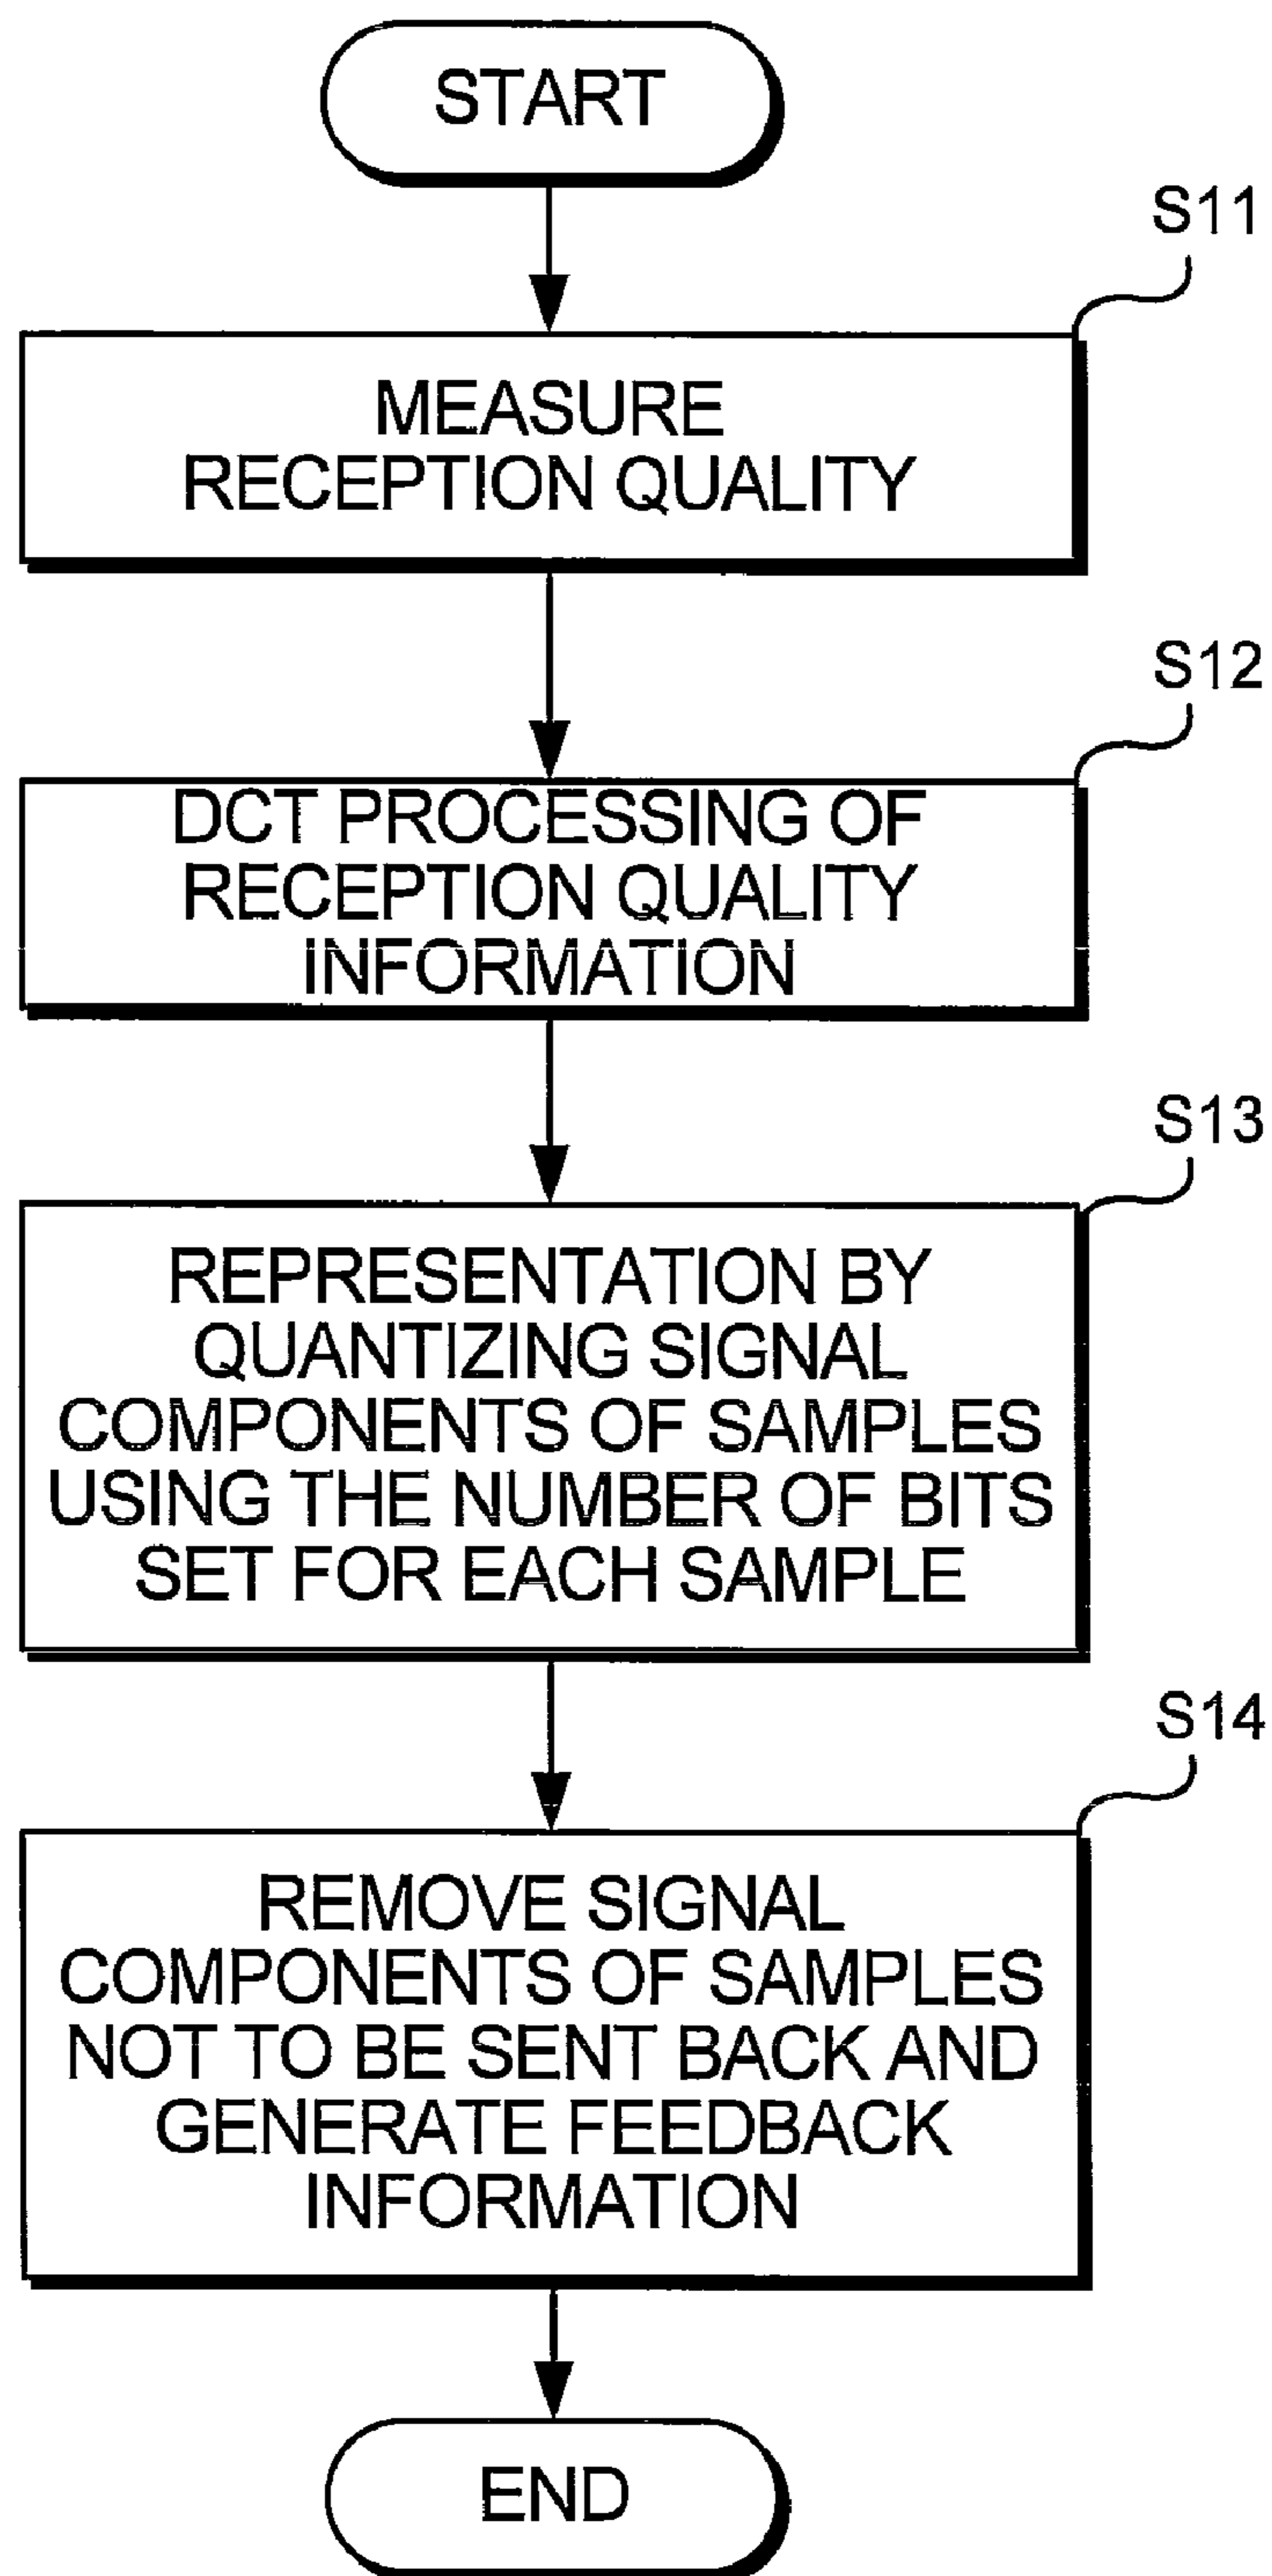 START
S11
MEASURE
RECEPTION QUALITY
S12
DCT PROCESSING OF
RECEPTION QUALITY
INFORMATION
S13
REPRESENTATION BY
QUANTIZING SIGNAL
COMPONENTS OF SAMPLES
USING THE NUMBER OF BITS
SET FOR EACH SAMPLE
S14
REMOVE SIGNAL
COMPONENTS OF SAMPLES
NOT TO BE SENT BACK AND
GENERATE FEEDBACK
INFORMATION
END